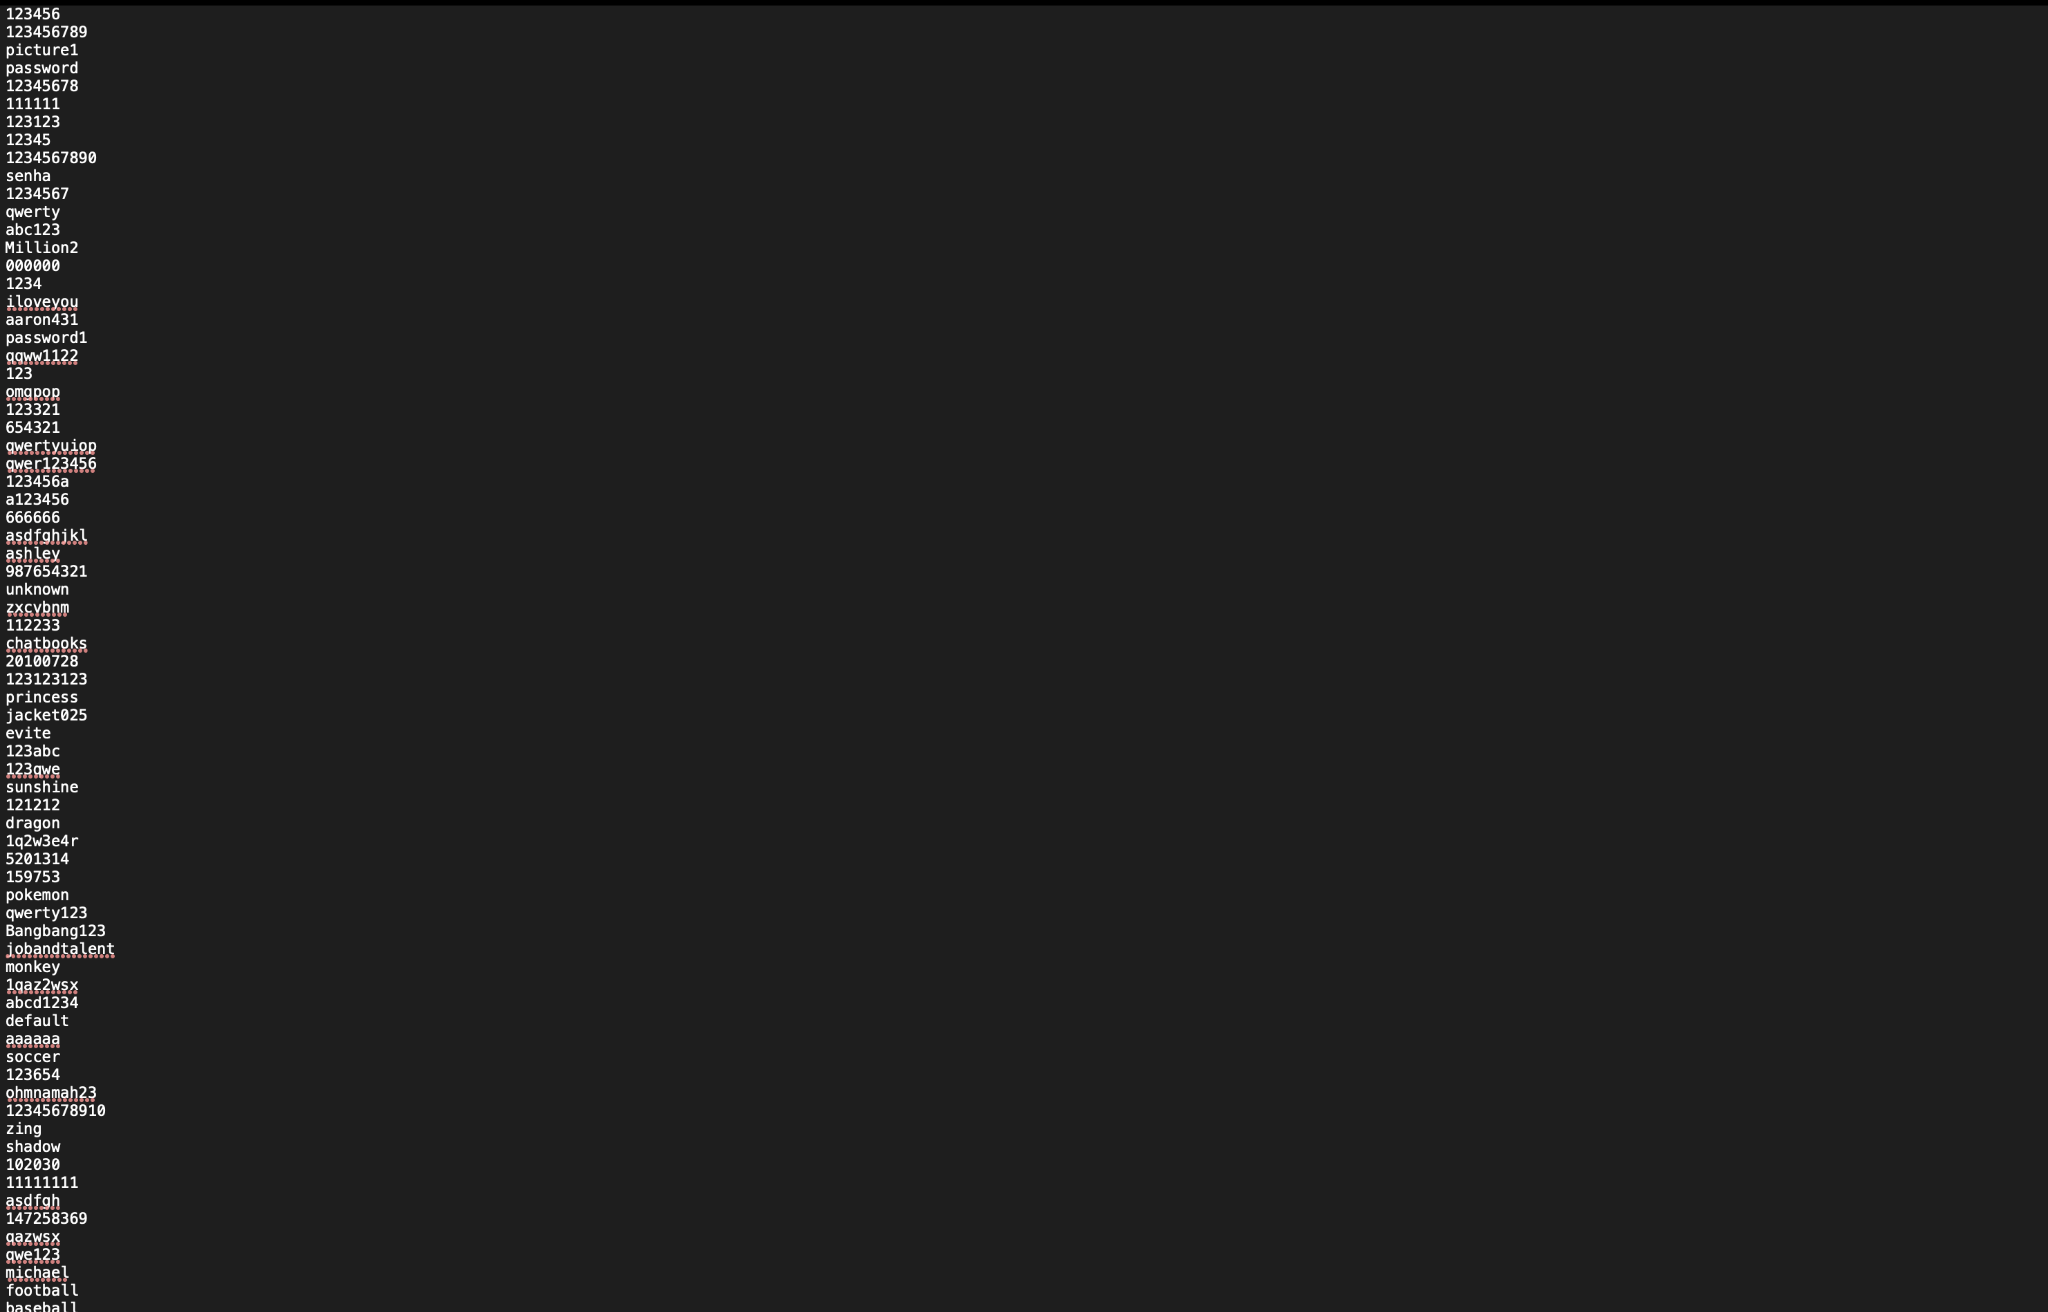 123456
123456789
picture1
password
12345678
111111
123123
12345
1234567890
senha
1234567
qwerty
abc123
Million2
000000
1234
iloveyou
aaron431
password1
qqww1122
123
omgpop
123321
654321
qwertyuiop
qwer123456
123456a
a123456
666666
asdfghjkl
ashley
987654321
unknown
zxcvbnm
112233
chatbooks
20100728
123123123
princess
jacket025
evite
123abc
123qwe
sunshine
121212
dragon
1q2w3e4r
5201314
159753
pokemon
qwerty123
Bangbang123
jobandtalent
monkey
1qaz2wsx
abcd1234
default
aaaaaa
soccer
123654
ohmnamah23
12345678910
zing
shadow
102030
11111111
asdfgh
147258369
qazwsx
qwe123
michael
football
baseball